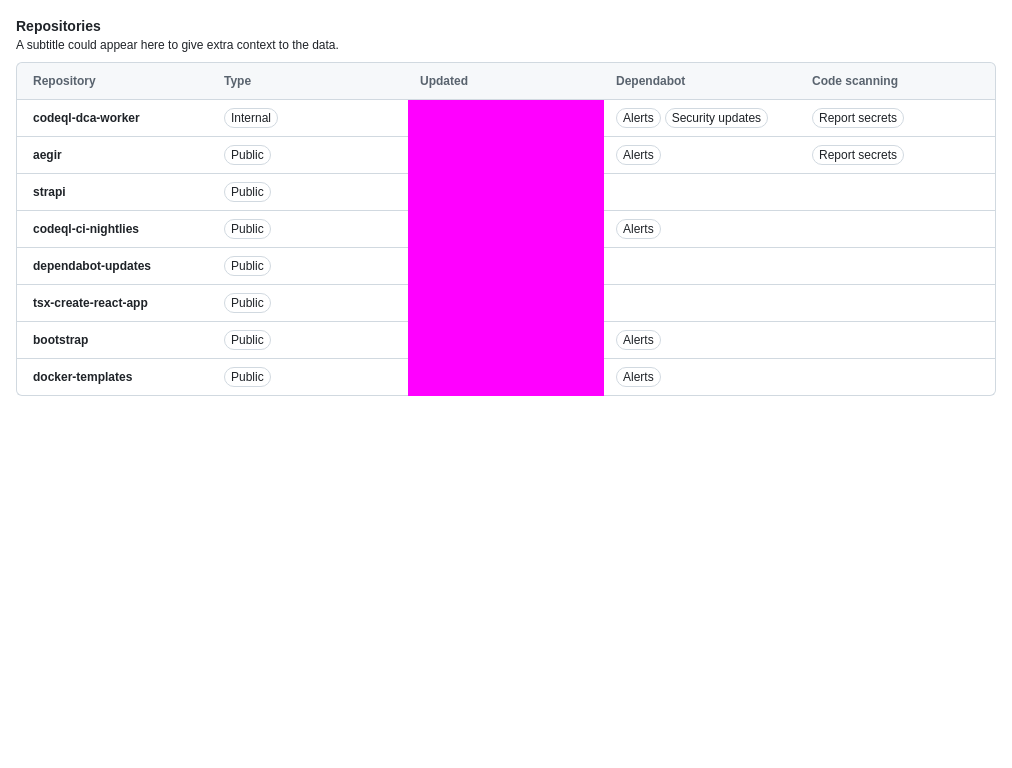 Repositories
A subtitle could appear here to give extra context to the data.
Repository Type Updated Dependabot Code scanning
codeql-dca-worker Internal Alerts Security updates Report secrets
aegir Public Alerts Report secrets
strapi Public
codeql-ci-nightlies Public Alerts
dependabot-updates Public
tsx-create-react-app Public
bootstrap Public Alerts
docker-templates Public Alerts